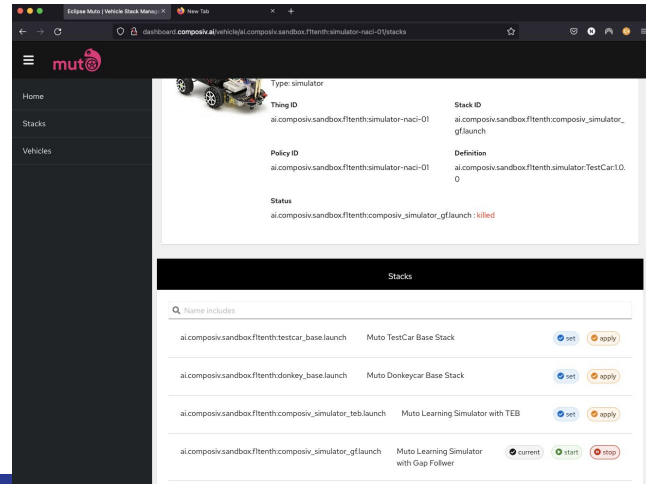 Eclipse Muto | Vehicle Stack Manag
New Tab
dashboard.composiv.ai/vehicle/ai.composiv.sandbox.f1tenth:simulator-naci-01/stacks
muto
Home
Stacks
Vehicles
Type: simulator
Thing ID
ai.composiv.sandbox.f1tenth:simulator-naci-01
Stack ID
ai.composiv.sandbox.f1tenth:composiv_simulator_
gf.launch
Policy ID
ai.composiv.sandbox.f1tenth:simulator-naci-01
Definition
ai.composiv.sandbox.f1tenth.simulator:TestCar:1.0.
0
Status
ai.composiv.sandbox.f1tenth:composiv_simulator_gf.launch : killed
Stacks
Name includes
ai.composiv.sandbox.f1tenth:testcar_base.launch Muto TestCar Base Stack set apply
ai.composiv.sandbox.f1tenth:donkey_base.launch Muto Donkeycar Base Stack set apply
ai.composiv.sandbox.f1tenth:composiv_simulator_teb.launch Muto Learning Simulator with TEB set apply
ai.composiv.sandbox.f1tenth:composiv_simulator_gf.launch Muto Learning Simulator current start stop
with Gap Follwer